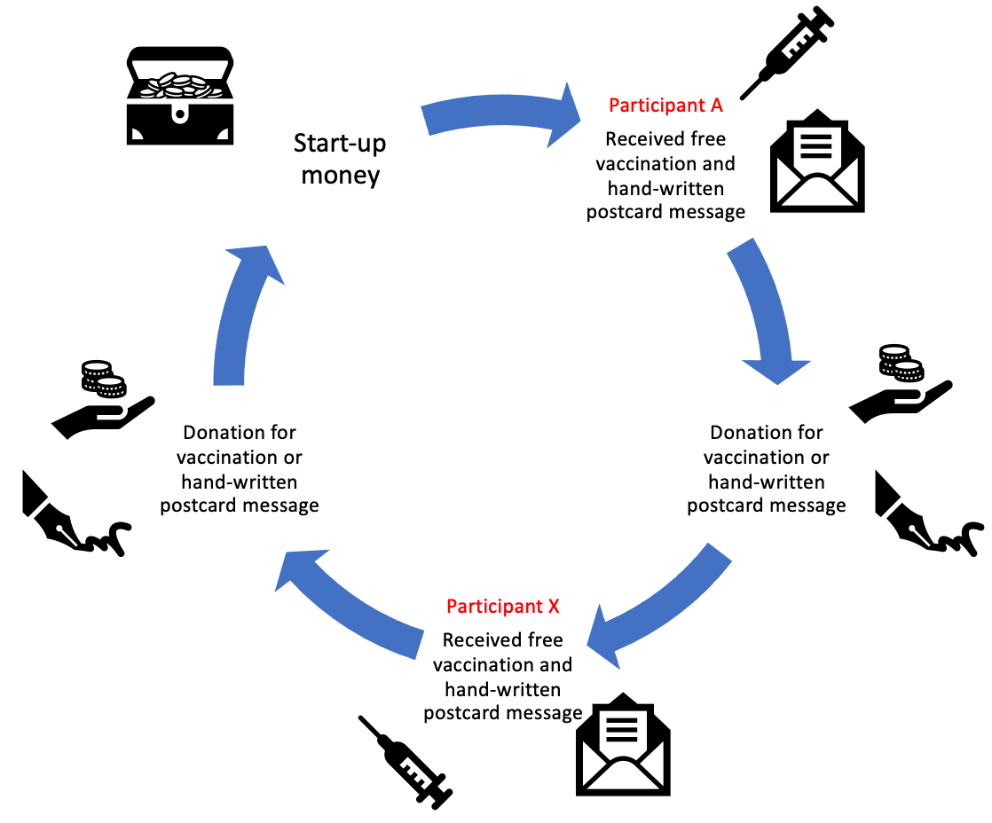 Start-up
money
Participant A
Received free
vaccination and
hand-written
postcard message
Donation for
vaccination or
hand-written
postcard message
Participant X
Received free
vaccination and
hand-written
postcard message
Donation for
vaccination or
hand-written
postcard message